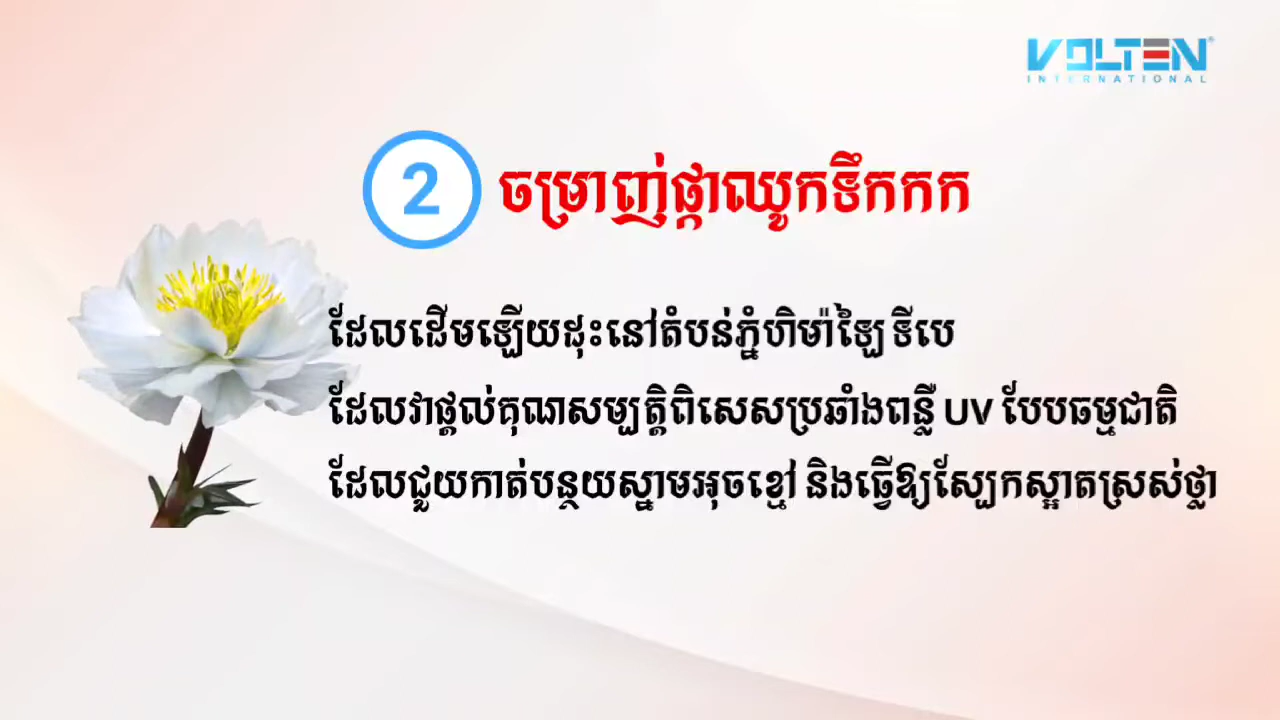 VOLTEN®
INTERNATIONAL
2 ចម្រាញ់ផ្កាឈូកទឹកកក
ដែលដើមឡើយដុះនៅតំបន់ភ្នំហិម៉ាឡៃ ទីបេ
ដែលវាផ្តល់គុណសម្បត្តិពិសេសប្រឆាំងពន្លឺ UV បែបធម្មជាតិ
ដែលជួយកាត់បន្ថយស្នាមអុចខ្មៅ និងធ្វើឱ្យស្បែកស្អាតស្រស់ថ្លា